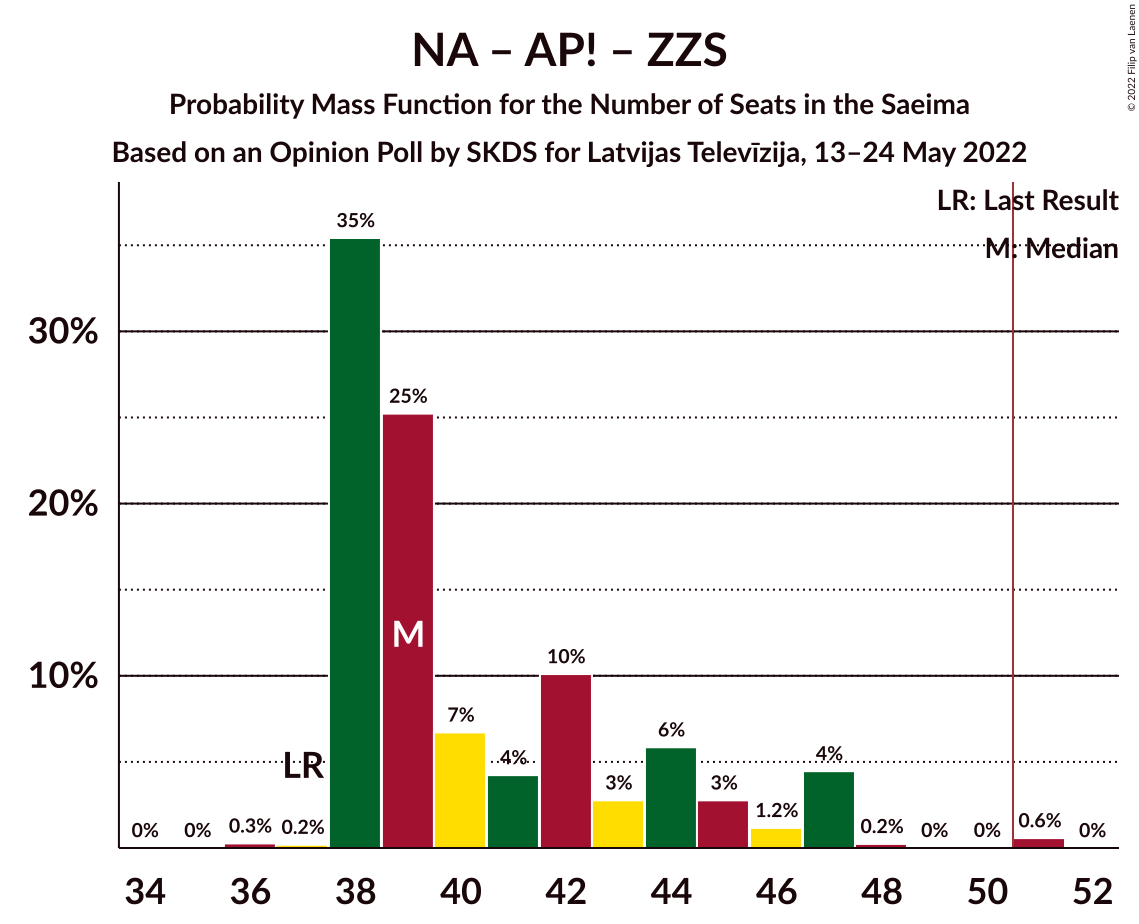 NA – AP! – ZZS
Probability Mass Function for the Number of Seats in the Saeima
Based on an Opinion Poll by SKDS for Latvijas Televīzija, 13–24 May 2022
© 2022 Filip van Laenen
LR: Last Result
M: Median
35%
30%
25%
20%
M
10%
10%
7%
6%
LR
4%
4%
3%
3%
1.2%
0% 0% 0.3% 0.2% 0.2% 0% 0% 0.6% 0%
34 36 38 40 42 44 46 48 50 52